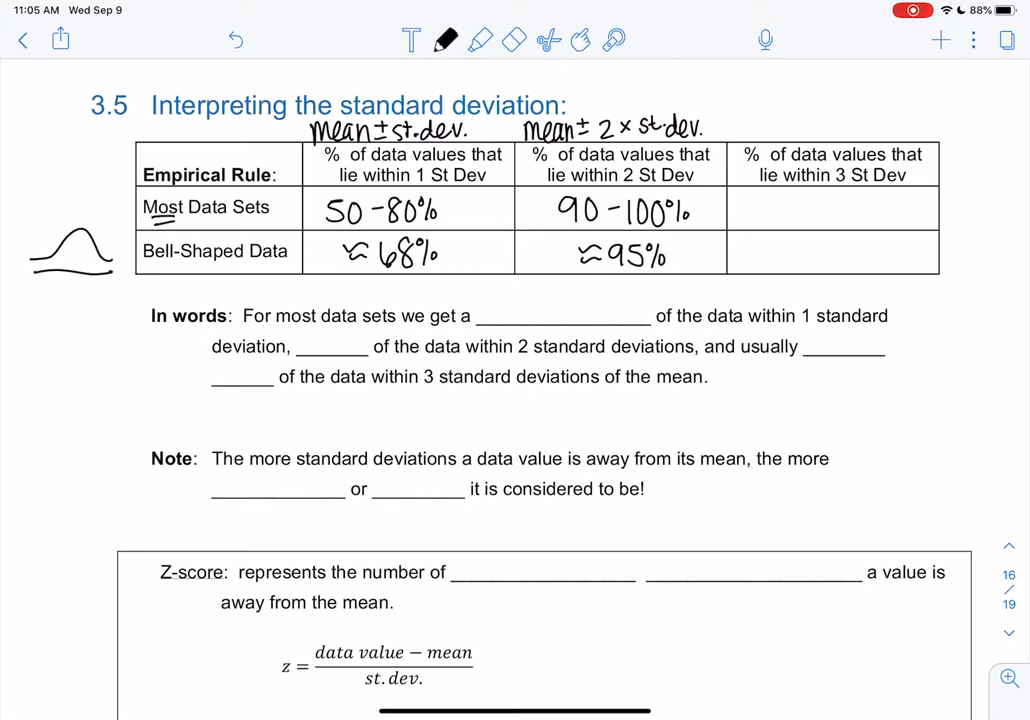 11:05 AM Wed Sep 9
88%
T
3.5 Interpreting the standard deviation:
mean ± st.dev. mean ± 2 × st.dev.
Empirical Rule: % of data values that lie within 1 St Dev % of data values that lie within 2 St Dev % of data values that lie within 3 St Dev
Most Data Sets 50-80% 90-100%
Bell-Shaped Data ≈68% ≈95%
In words: For most data sets we get a ____________________ of the data within 1 standard
deviation, ________ of the data within 2 standard deviations, and usually _________
_______ of the data within 3 standard deviations of the mean.
Note: The more standard deviations a data value is away from its mean, the more
_______________ or __________ it is considered to be!
Z-score: represents the number of _____________________ ________________________ a value is
away from the mean.
z = (data value − mean) / st. dev.
16
/
19